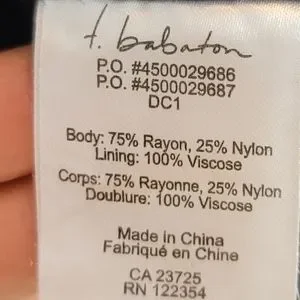 t. babaton
P.O. #4500029686
P.O. #4500029687
DC1
Body: 75% Rayon, 25% Nylon
Lining: 100% Viscose
Corps: 75% Rayonne, 25% Nylon
Doublure: 100% Viscose
Made in China
Fabriqué en Chine
CA 23725
RN 122354